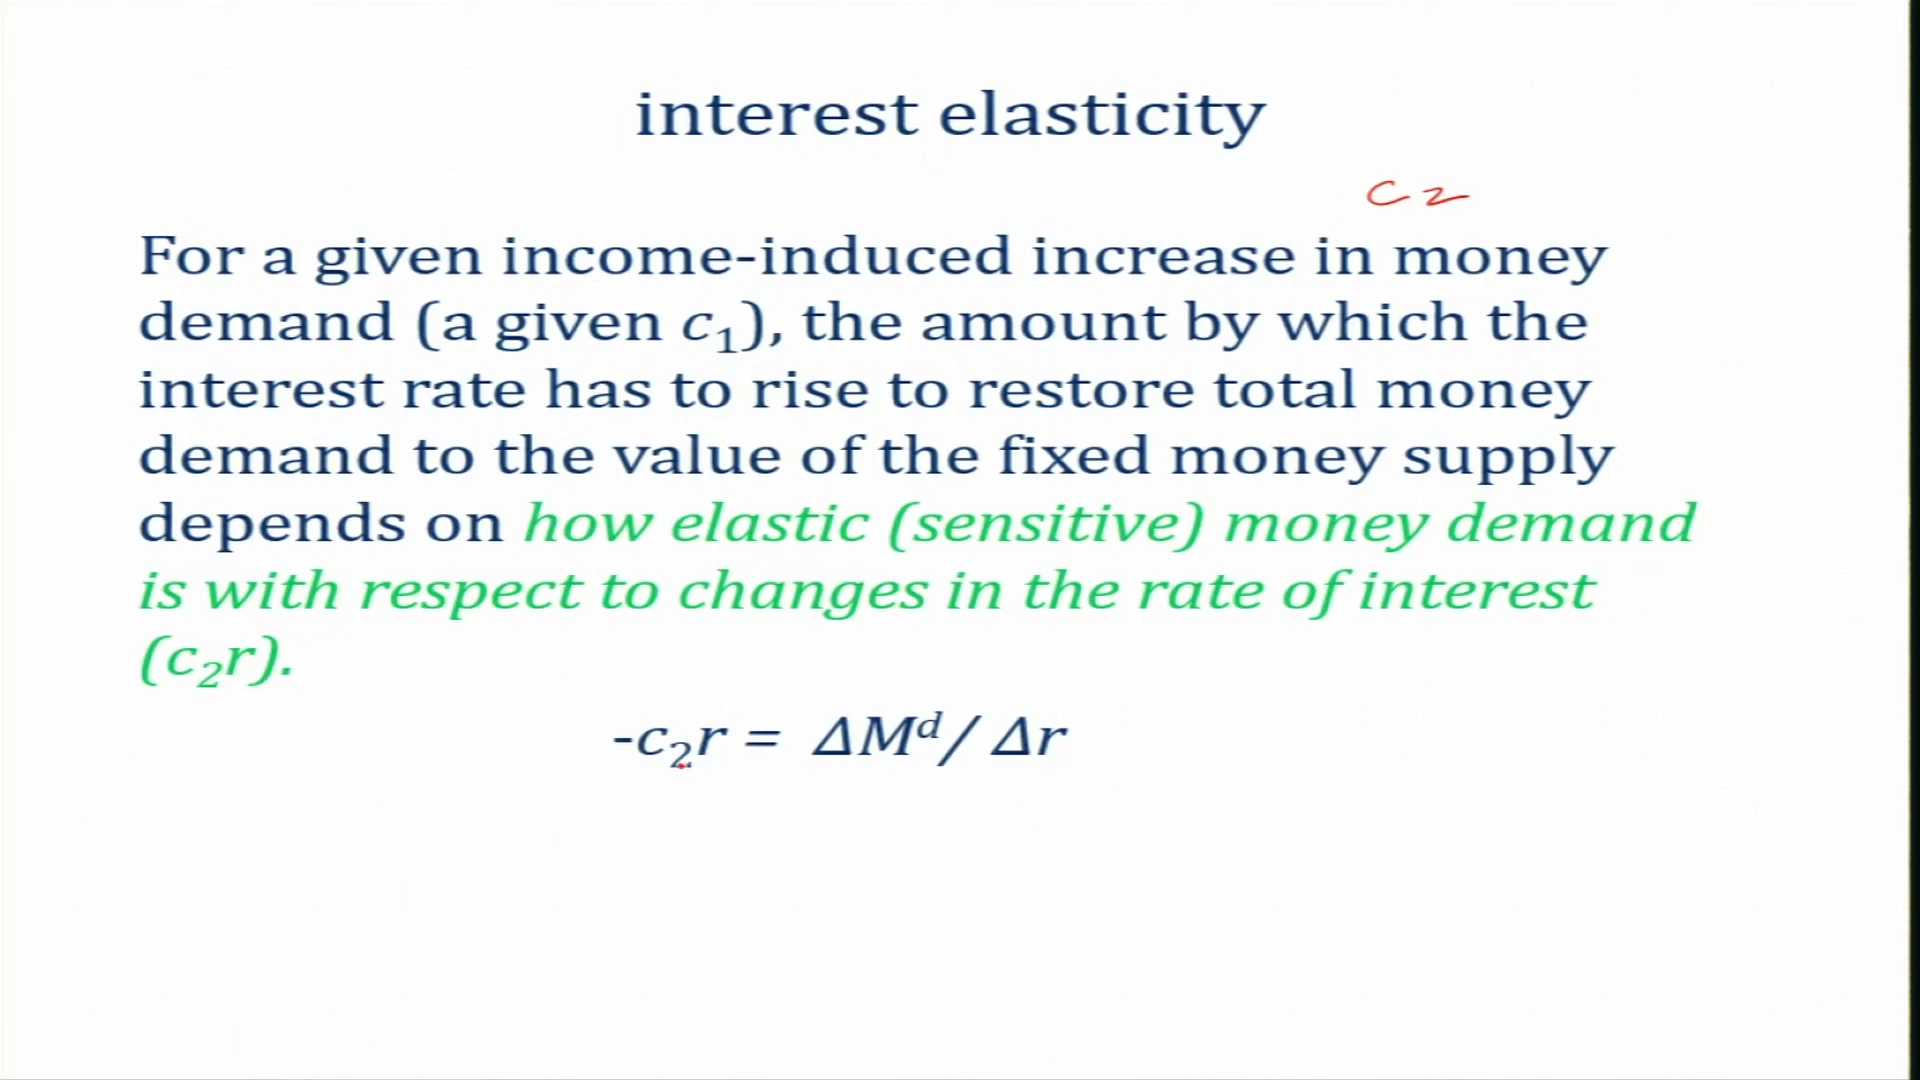 interest elasticity
c2
For a given income-induced increase in money
demand (a given c₁), the amount by which the
interest rate has to rise to restore total money
demand to the value of the fixed money supply
depends on how elastic (sensitive) money demand
is with respect to changes in the rate of interest
(c₂r).
-c₂r = ΔMᵈ/ Δr